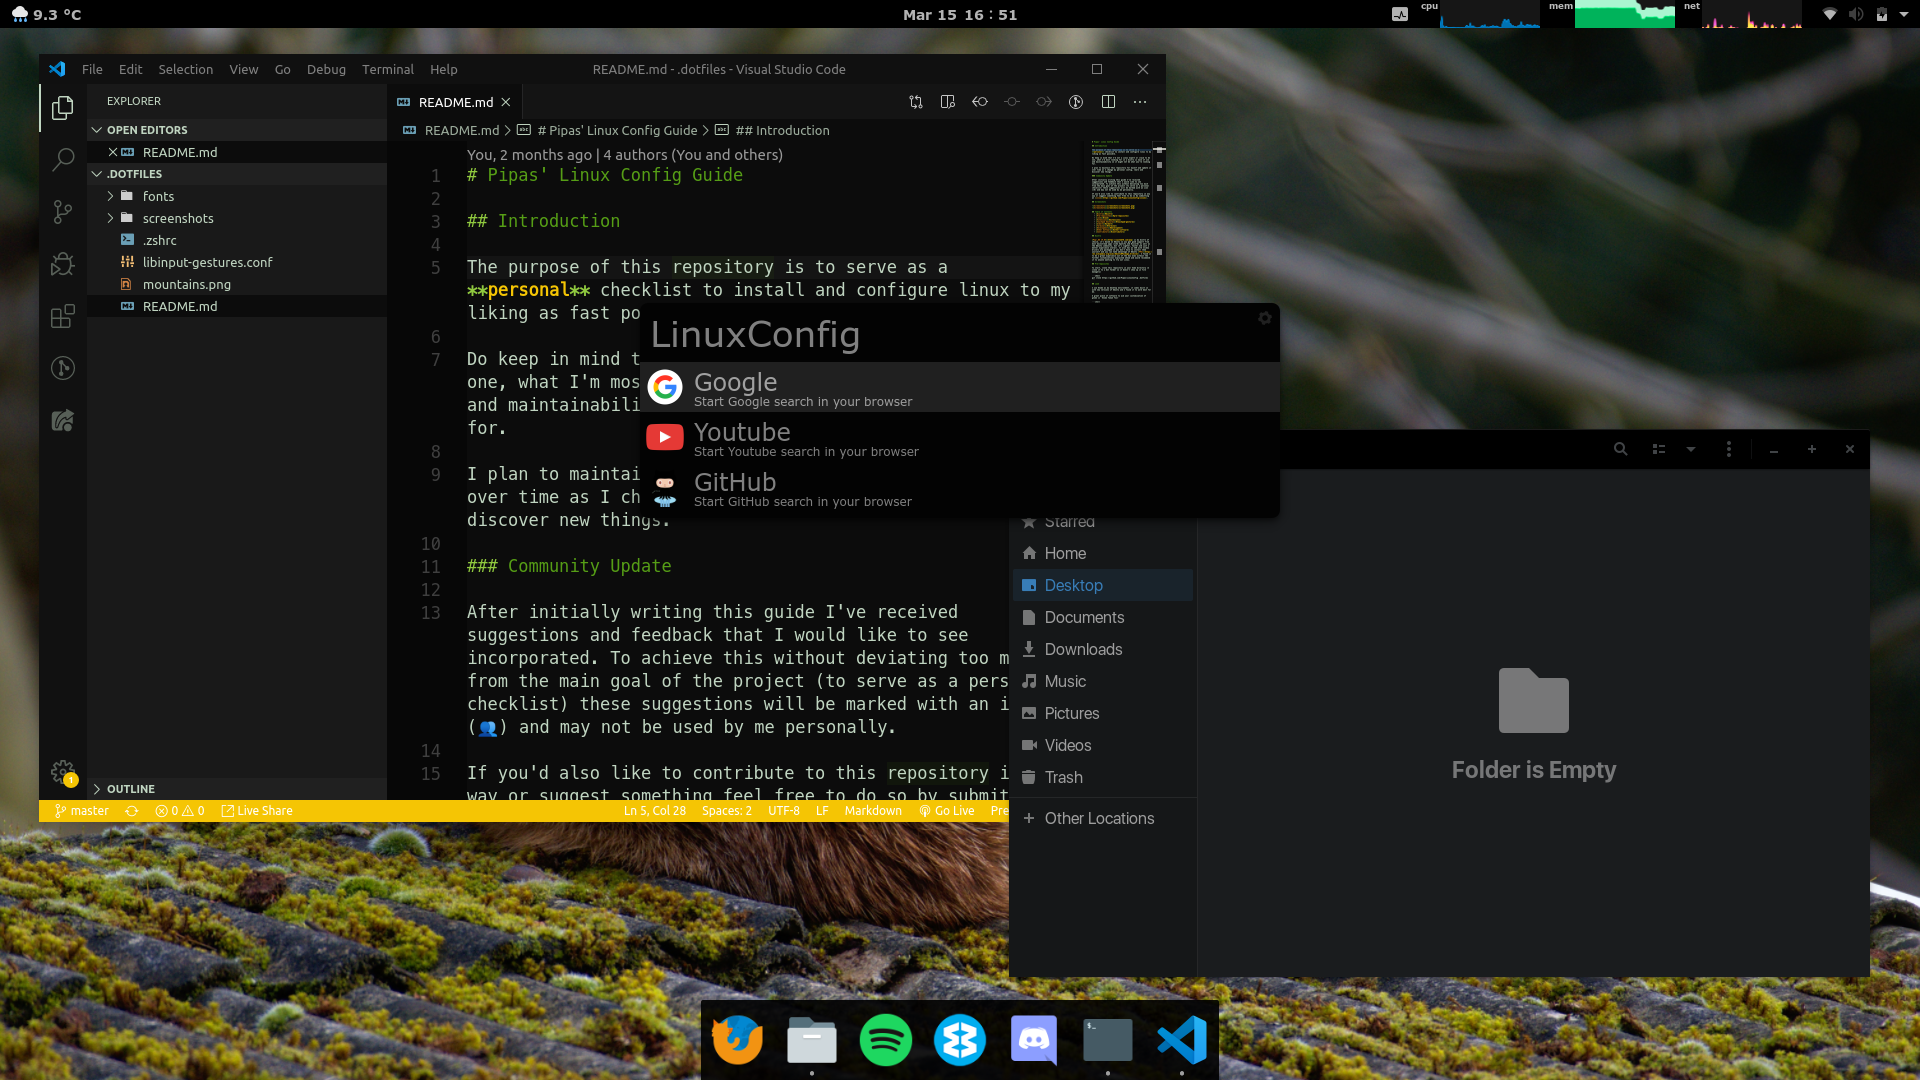 9.3 °C
Mar 15 16 : 51
cpu
mem
net
File Edit Selection View Go Debug Terminal Help
README.md - .dotfiles - Visual Studio Code
EXPLORER
OPEN EDITORS
README.md
.DOTFILES
fonts
screenshots
.zshrc
libinput-gestures.conf
mountains.png
README.md
OUTLINE
README.md
README.md > # Pipas' Linux Config Guide > ## Introduction
You, 2 months ago | 4 authors (You and others)
1 # Pipas' Linux Config Guide
2
3 ## Introduction
4
5 The purpose of this repository is to serve as a
**personal** checklist to install and configure linux to my
liking as fast po
6
7 Do keep in mind t
one, what I'm mos
and maintainabili
for.
8
9 I plan to maintai
over time as I ch
discover new things.
10
11 ### Community Update
12
13 After initially writing this guide I've received
suggestions and feedback that I would like to see
incorporated. To achieve this without deviating too m
from the main goal of the project (to serve as a pers
checklist) these suggestions will be marked with an i
(👥) and may not be used by me personally.
14
15 If you'd also like to contribute to this repository i
way or suggest something feel free to do so by submit
1
master
0 0
Live Share
Ln 5, Col 28 Spaces: 2 UTF-8 LF Markdown Go Live Pre
LinuxConfig
Google
Start Google search in your browser
Youtube
Start Youtube search in your browser
GitHub
Start GitHub search in your browser
Starred
Home
Desktop
Documents
Downloads
Music
Pictures
Videos
Trash
Other Locations
Folder is Empty
$_